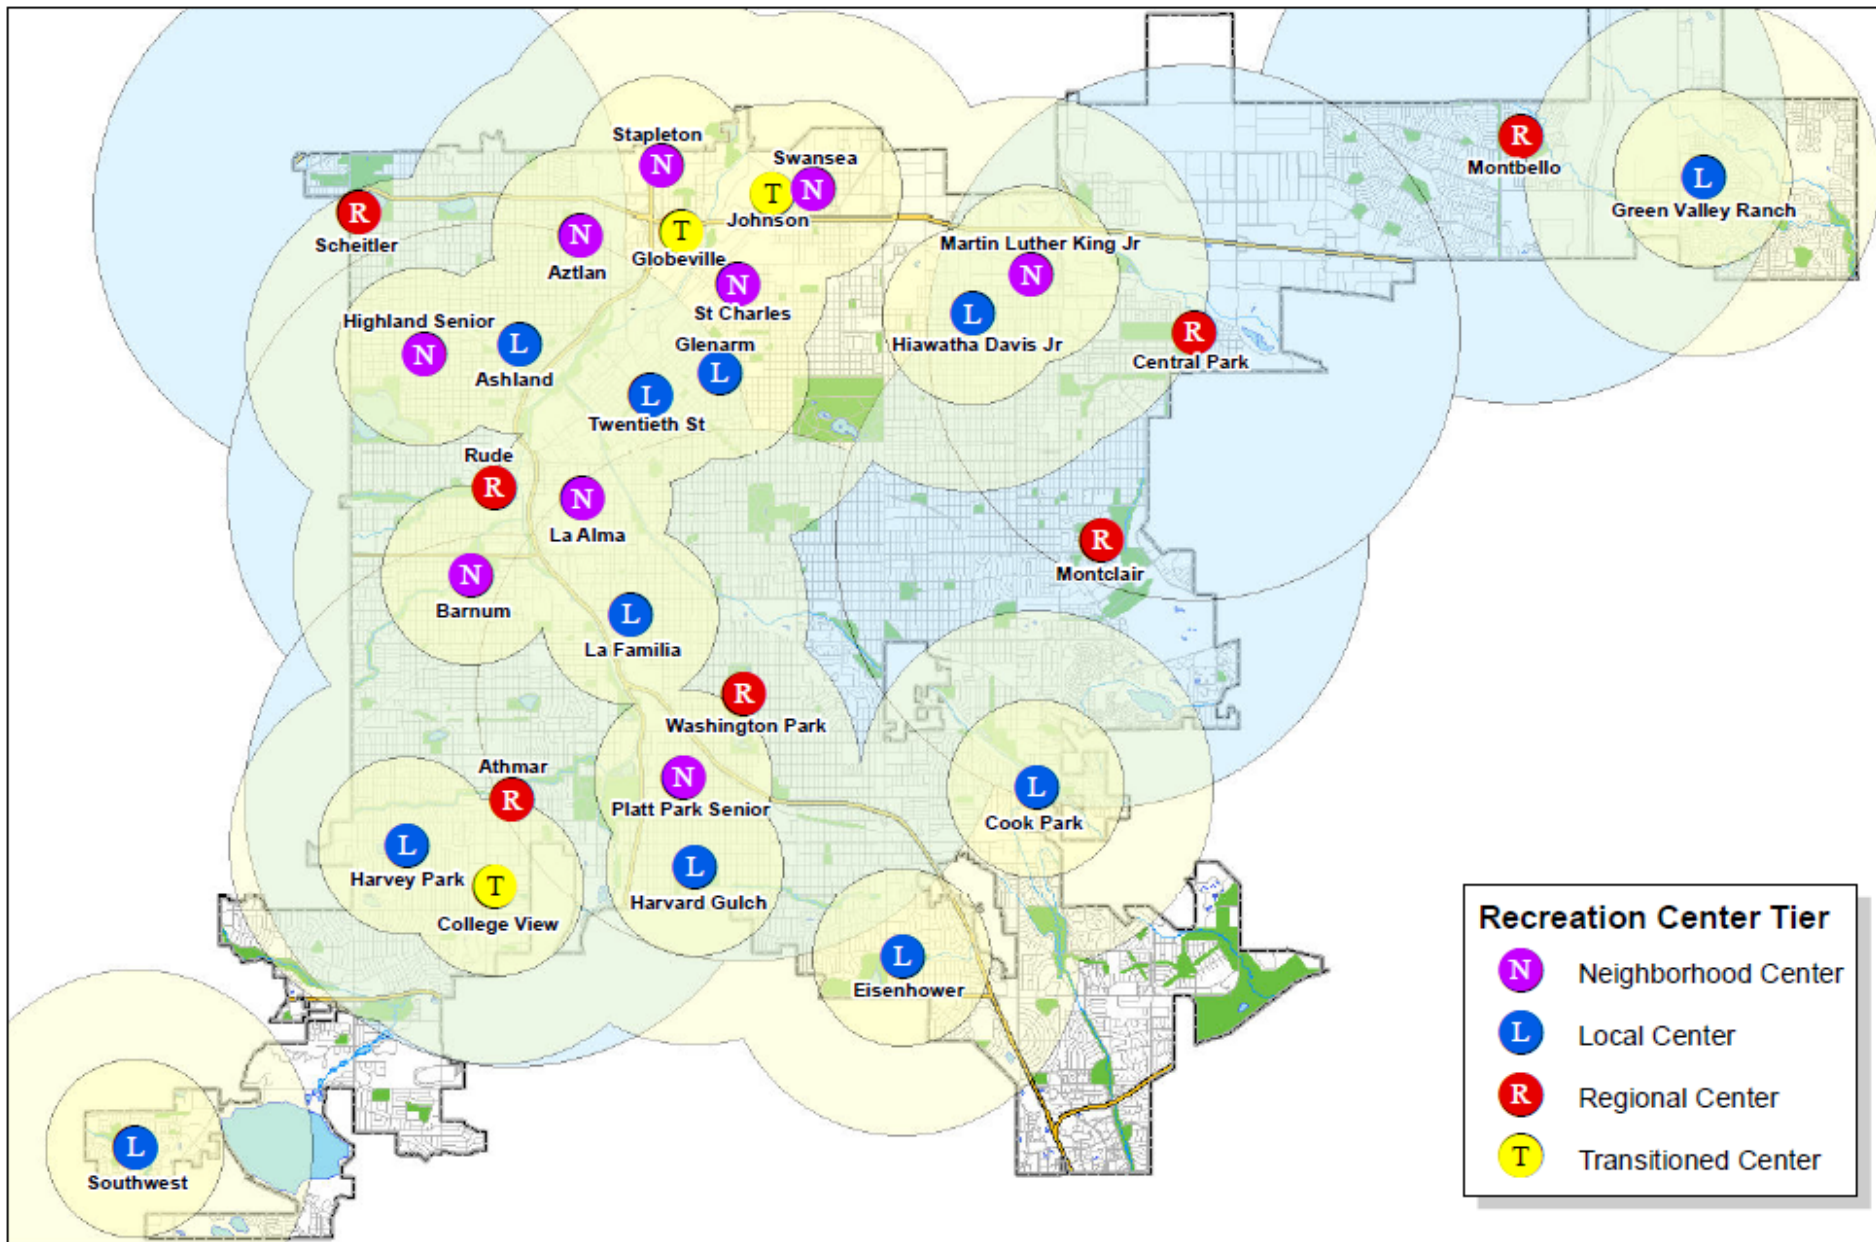 Stapleton
N
Swansea
T
N
Johnson
R
Montbello
L
Green Valley Ranch
R
Scheitler
N
Aztlan
T
Globeville
N
St Charles
Martin Luther King Jr
N
L
Hiawatha Davis Jr
R
Central Park
Highland Senior
N
L
Ashland
Glenarm
L
L
Twentieth St
Rude
R
N
La Alma
R
Montclair
N
Barnum
L
La Familia
R
Washington Park
Athmar
R
N
Platt Park Senior
L
Cook Park
L
Harvey Park
T
College View
L
Harvard Gulch
L
Eisenhower
L
Southwest
Recreation Center Tier
N Neighborhood Center
L Local Center
R Regional Center
T Transitioned Center